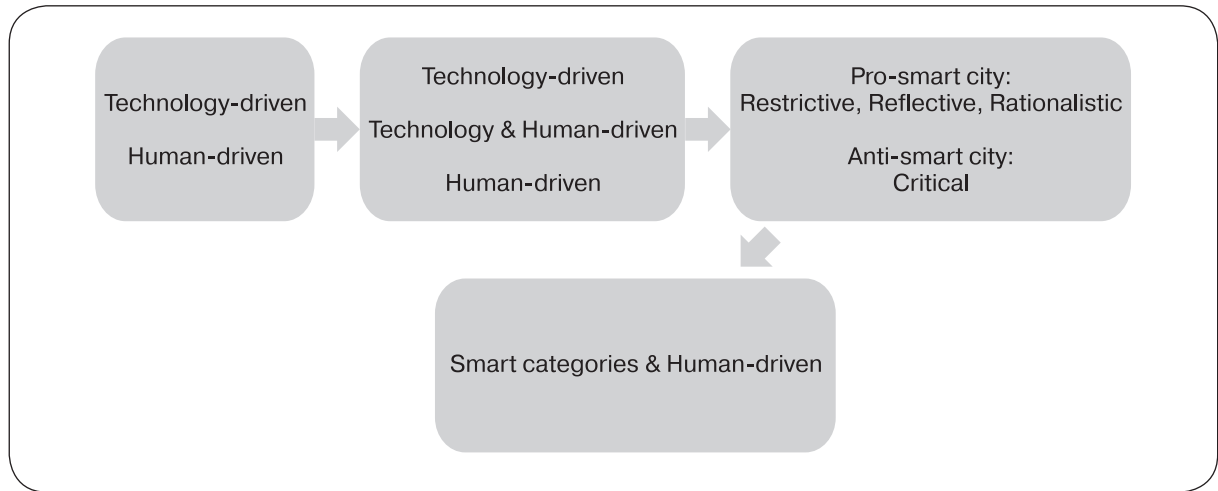 Technology-driven
Human-driven
Technology-driven
Technology & Human-driven
Human-driven
Pro-smart city:
Restrictive, Reflective, Rationalistic
Anti-smart city:
Critical
Smart categories & Human-driven